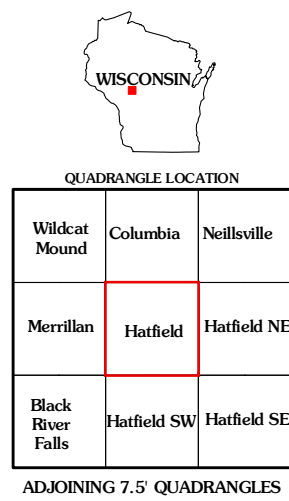 WISCONSIN
QUADRANGLE LOCATION
Wildcat
Mound
Columbia
Neillsville
Merrillan
Hatfield
Hatfield NE
Black
River
Falls
Hatfield SW
Hatfield SE
ADJOINING 7.5' QUADRANGLES